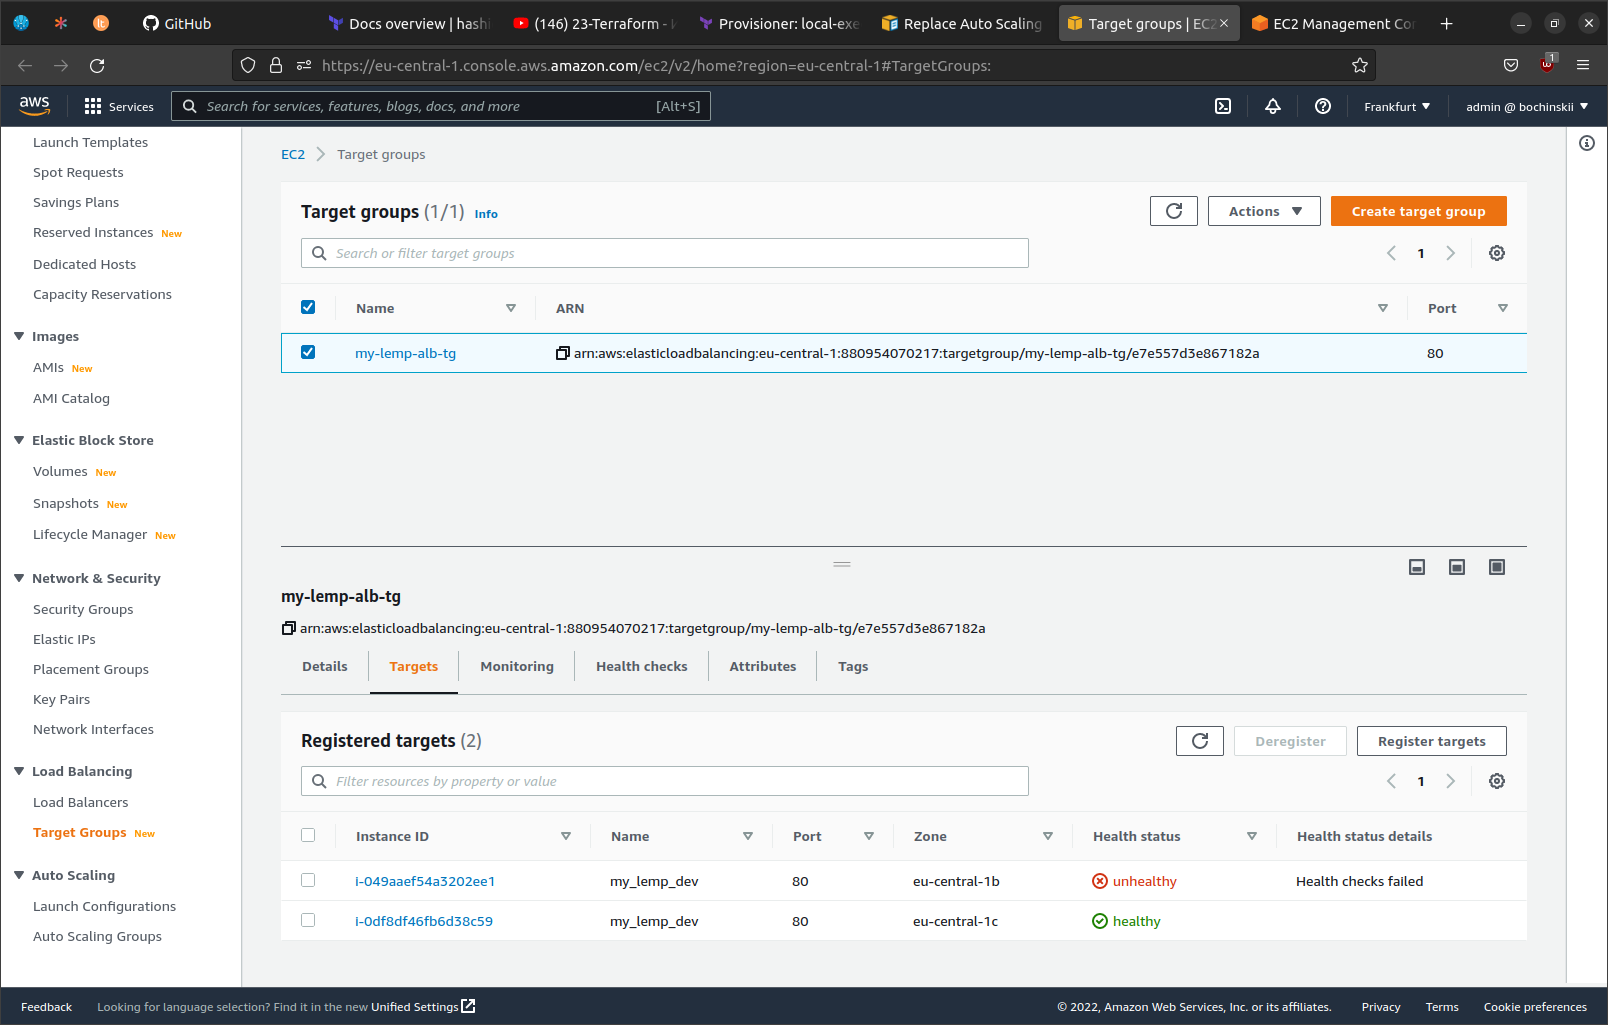 GitHub
Docs overview | hashi
(146) 23-Terraform -
Provisioner: local-exe
Replace Auto Scaling
Target groups | EC2
EC2 Management Co
https://eu-central-1.console.aws.amazon.com/ec2/v2/home?region=eu-central-1#TargetGroups:
1
aws
Services
Search for services, features, blogs, docs, and more
[Alt+S]
Frankfurt
admin @ bochinskii
Launch Templates
Spot Requests
Savings Plans
Reserved Instances New
Dedicated Hosts
Capacity Reservations
Images
AMIs New
AMI Catalog
Elastic Block Store
Volumes New
Snapshots New
Lifecycle Manager New
Network & Security
Security Groups
Elastic IPs
Placement Groups
Key Pairs
Network Interfaces
Load Balancing
Load Balancers
Target Groups New
Auto Scaling
Launch Configurations
Auto Scaling Groups
EC2
Target groups
Target groups (1/1) Info
Actions
Create target group
Search or filter target groups
1
Name
ARN
Port
my-lemp-alb-tg
arn:aws:elasticloadbalancing:eu-central-1:880954070217:targetgroup/my-lemp-alb-tg/e7e557d3e867182a
80
my-lemp-alb-tg
arn:aws:elasticloadbalancing:eu-central-1:880954070217:targetgroup/my-lemp-alb-tg/e7e557d3e867182a
Details
Targets
Monitoring
Health checks
Attributes
Tags
Registered targets (2)
Deregister
Register targets
Filter resources by property or value
1
Instance ID
Name
Port
Zone
Health status
Health status details
i-049aaef54a3202ee1
my_lemp_dev
80
eu-central-1b
unhealthy
Health checks failed
i-0df8df46fb6d38c59
my_lemp_dev
80
eu-central-1c
healthy
Feedback
Looking for language selection? Find it in the new Unified Settings
© 2022, Amazon Web Services, Inc. or its affiliates.
Privacy
Terms
Cookie preferences